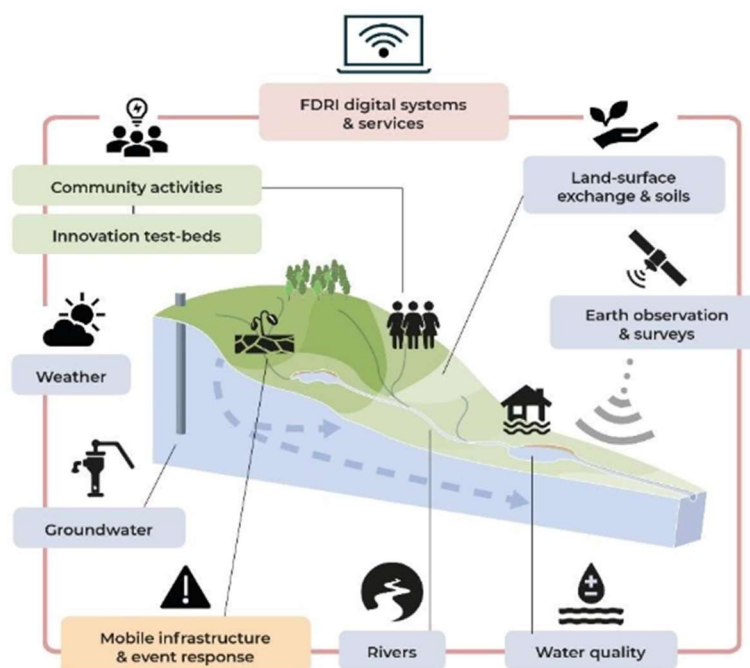 FDRI digital systems
& services
Community activities
Innovation test-beds
Land-surface
exchange & soils
Earth observation
& surveys
Weather
Groundwater
Mobile infrastructure
& event response
Rivers
Water quality